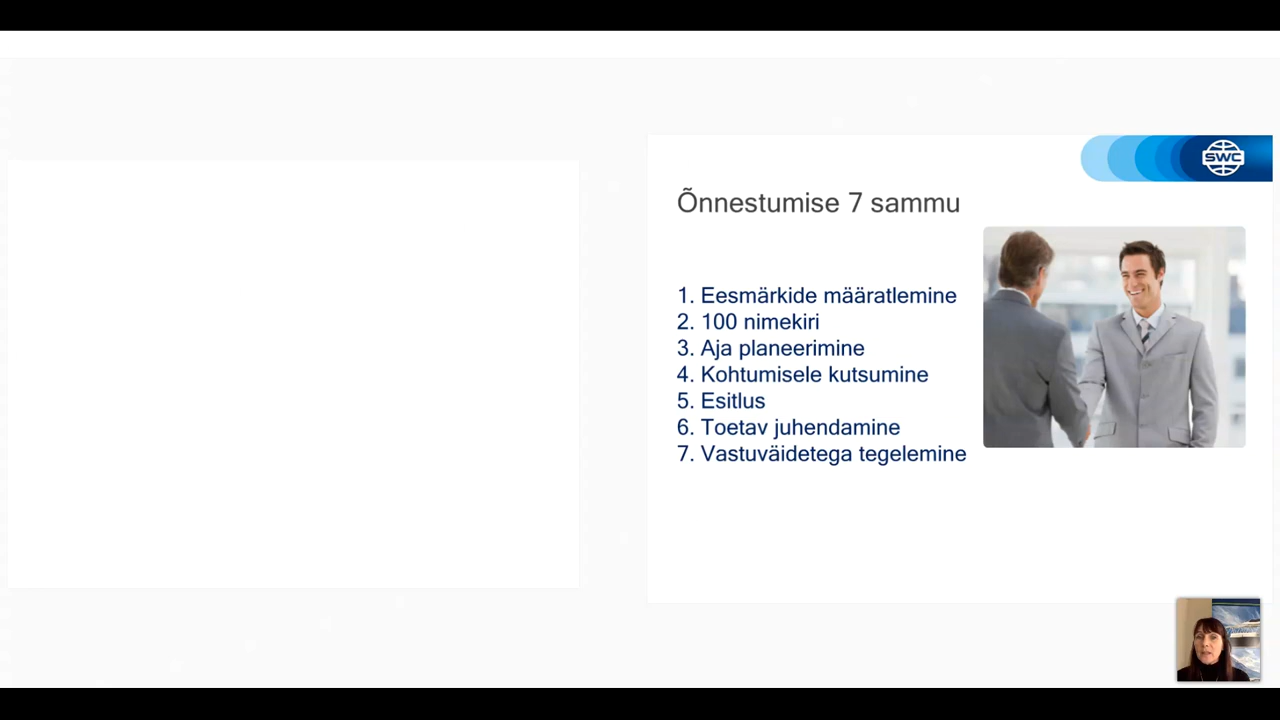 SWC
Õnnestumise 7 sammu
1. Eesmärkide määratlemine
2. 100 nimekiri
3. Aja planeerimine
4. Kohtumisele kutsumine
5. Esitlus
6. Toetav juhendamine
7. Vastuväidetega tegelemine